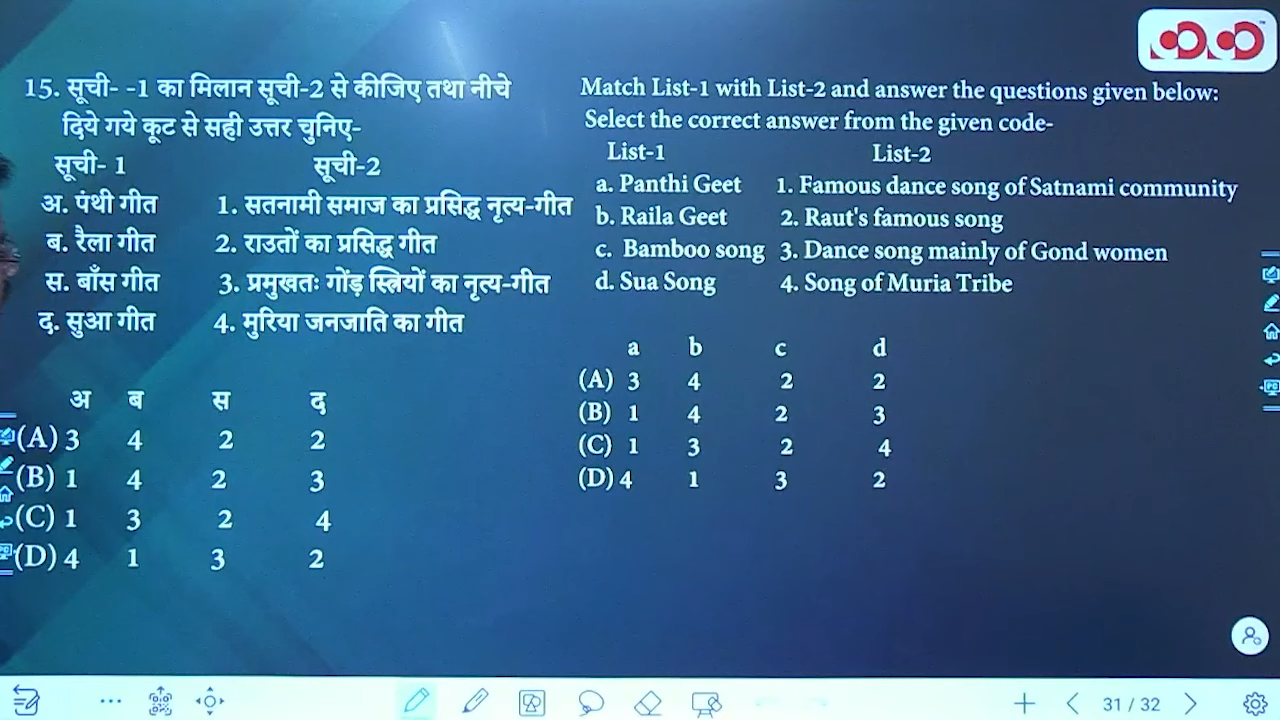 15. सूची- -1 का मिलान सूची-2 से कीजिए तथा नीचे
दिये गये कूट से सही उत्तर चुनिए-
सूची- 1 सूची-2
अ. पंथी गीत 1. सतनामी समाज का प्रसिद्ध नृत्य-गीत
ब. रैला गीत 2. राउतों का प्रसिद्ध गीत
स. बाँस गीत 3. प्रमुखतः गोंड़ स्त्रियों का नृत्य-गीत
द. सुआ गीत 4. मुरिया जनजाति का गीत
अ ब स द
(A) 3 4 2 2
(B) 1 4 2 3
(C) 1 3 2 4
(D) 4 1 3 2
Match List-1 with List-2 and answer the questions given below:
Select the correct answer from the given code-
List-1 List-2
a. Panthi Geet 1. Famous dance song of Satnami community
b. Raila Geet 2. Raut's famous song
c. Bamboo song 3. Dance song mainly of Gond women
d. Sua Song 4. Song of Muria Tribe
a b c d
(A) 3 4 2 2
(B) 1 4 2 3
(C) 1 3 2 4
(D) 4 1 3 2
31 / 32